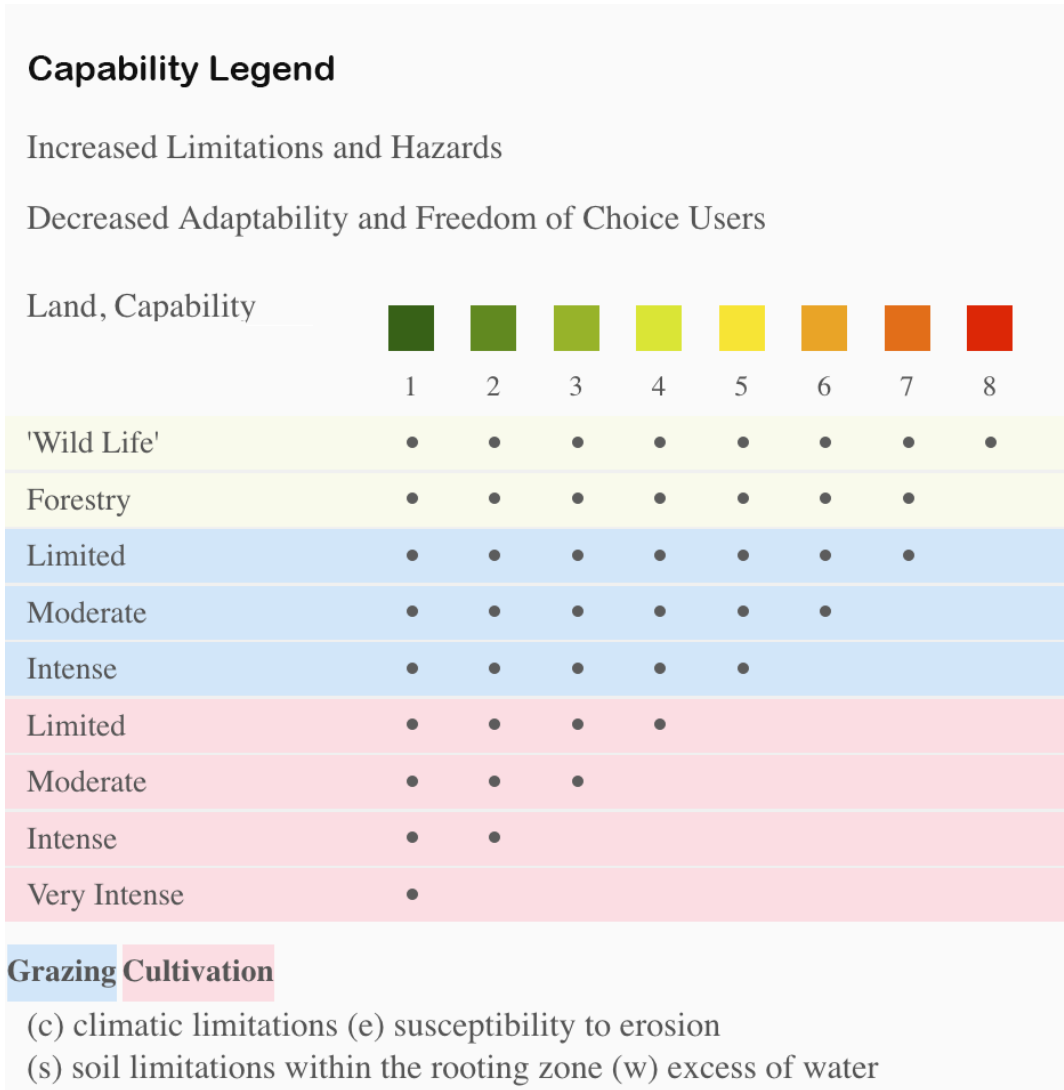 Capability Legend
Increased Limitations and Hazards
Decreased Adaptability and Freedom of Choice Users
Land, Capability
1 2 3 4 5 6 7 8
'Wild Life' • • • • • • • •
Forestry • • • • • • •
Limited • • • • • • •
Moderate • • • • • •
Intense • • • • •
Limited • • • •
Moderate • • •
Intense • •
Very Intense •
Grazing Cultivation
(c) climatic limitations (e) susceptibility to erosion
(s) soil limitations within the rooting zone (w) excess of water